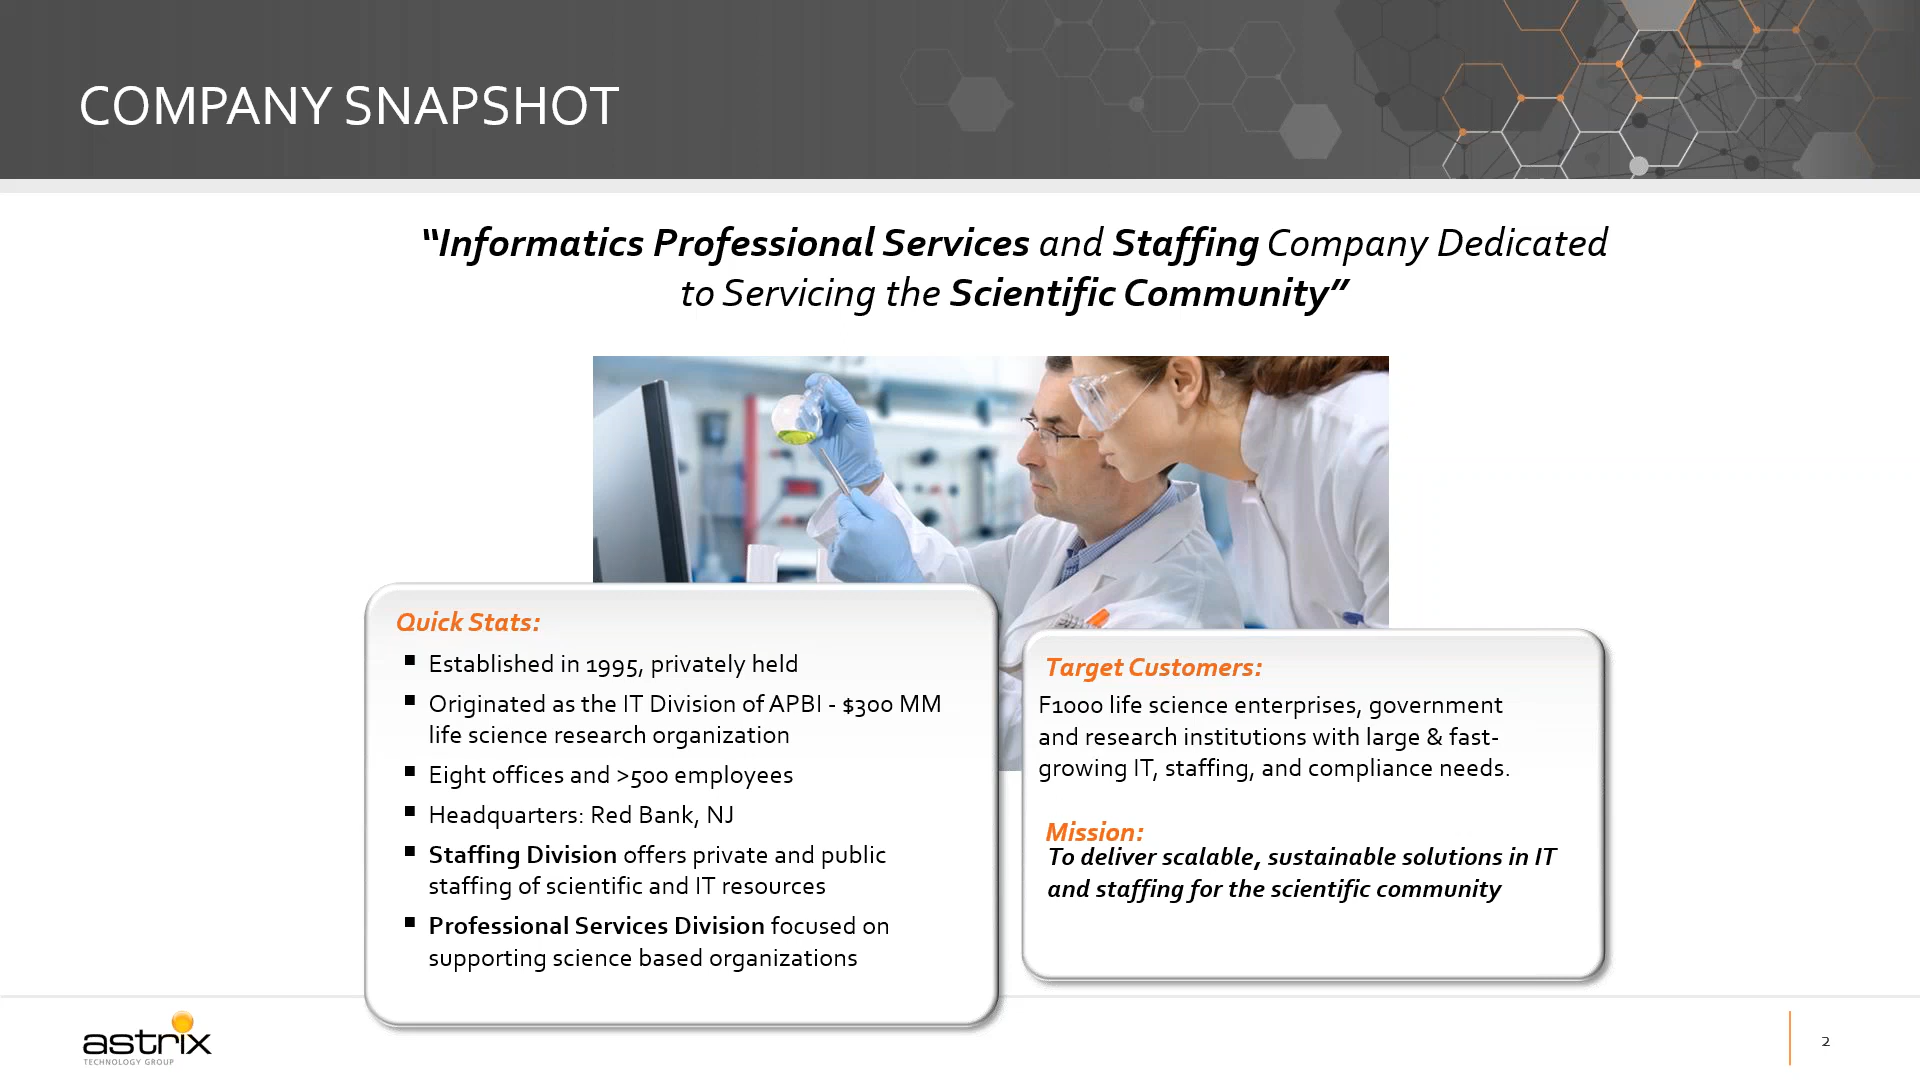 COMPANY SNAPSHOT
“Informatics Professional Services and Staffing Company Dedicated
to Servicing the Scientific Community”
Quick Stats:
▪ Established in 1995, privately held
▪ Originated as the IT Division of APBI - $300 MM
life science research organization
▪ Eight offices and >500 employees
▪ Headquarters: Red Bank, NJ
▪ Staffing Division offers private and public
staffing of scientific and IT resources
▪ Professional Services Division focused on
supporting science based organizations
Target Customers:
F1000 life science enterprises, government
and research institutions with large & fast-
growing IT, staffing, and compliance needs.
Mission:
To deliver scalable, sustainable solutions in IT
and staffing for the scientific community
astrix
TECHNOLOGY GROUP
2